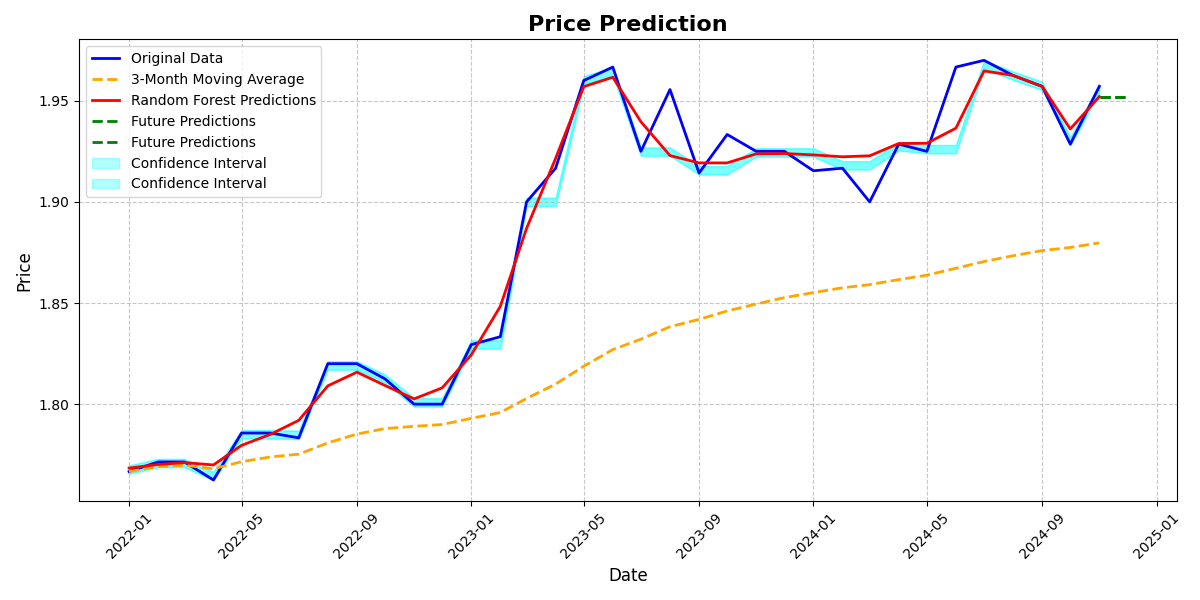 Price Prediction
Original Data
3-Month Moving Average
Random Forest Predictions
Future Predictions
Future Predictions
Confidence Interval
Confidence Interval
Price
1.95
1.90
1.85
1.80
2022-01
2022-05
2022-09
2023-01
2023-05
2023-09
2024-01
2024-05
2024-09
2025-01
Date